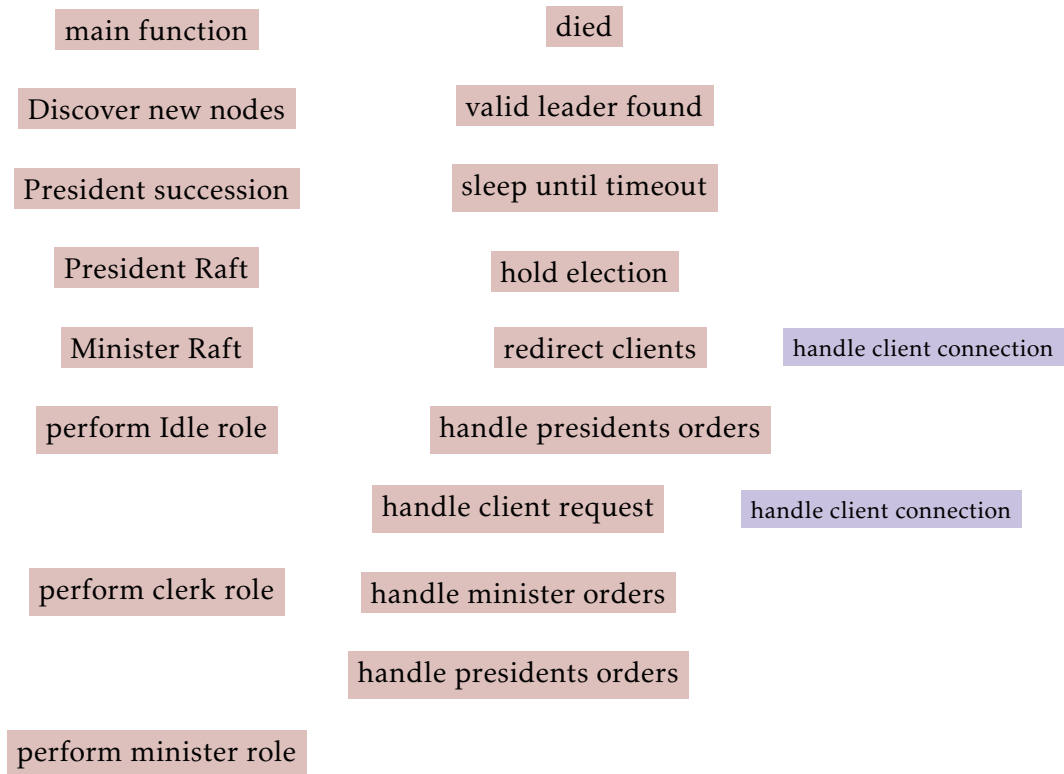 main function
died
Discover new nodes
valid leader found
President succession
sleep until timeout
President Raft
hold election
Minister Raft
redirect clients
handle client connection
perform Idle role
handle presidents orders
handle client request
handle client connection
perform clerk role
handle minister orders
handle presidents orders
perform minister role